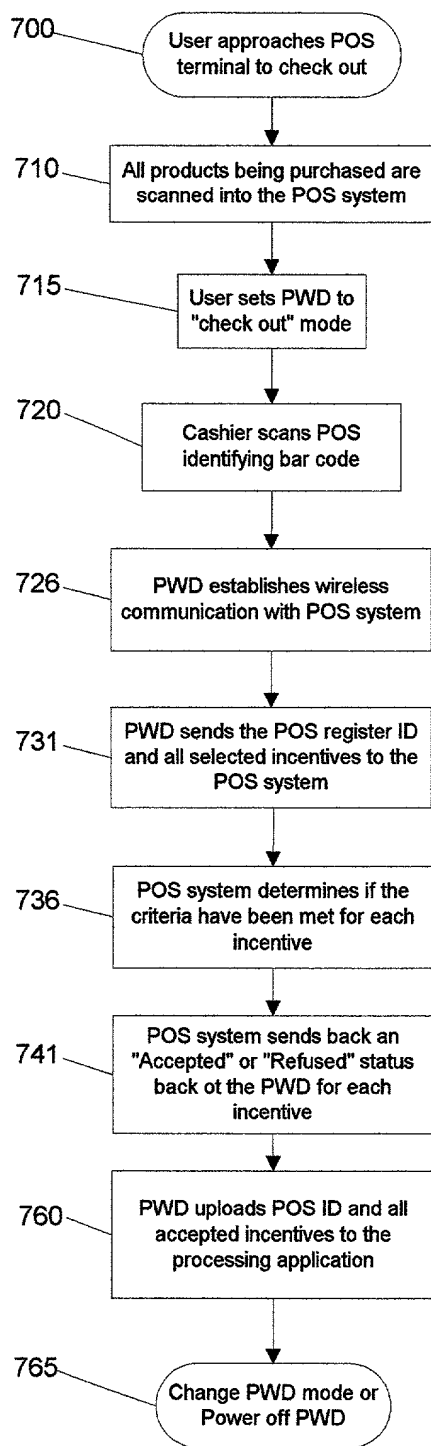 700
User approaches POS
terminal to check out
710
All products being purchased are
scanned into the POS system
715
User sets PWD to
"check out" mode
720
Cashier scans POS
identifying bar code
726
PWD establishes wireless
communication with POS system
731
PWD sends the POS register ID
and all selected incentives to the
POS system
736
POS system determines if the
criteria have been met for each
incentive
741
POS system sends back an
"Accepted" or "Refused" status
back ot the PWD for each
incentive
760
PWD uploads POS ID and all
accepted incentives to the
processing application
765
Change PWD mode or
Power off PWD